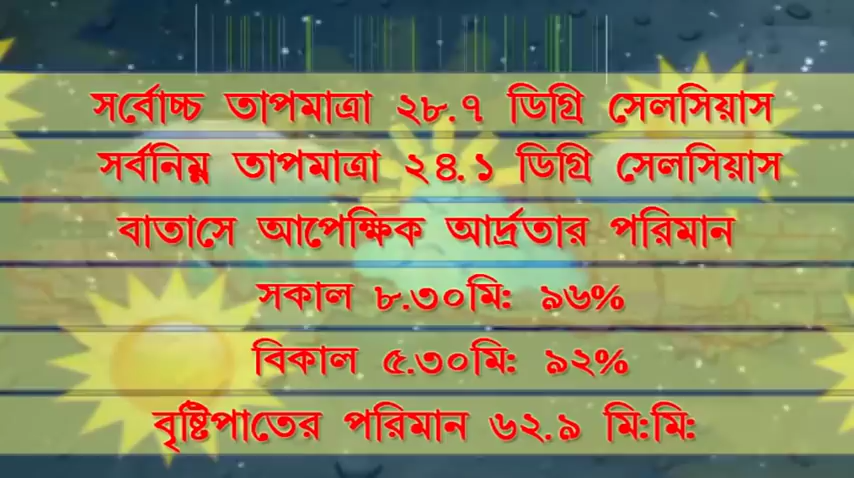 সর্বোচ্চ তাপমাত্রা ২৮.৭ ডিগ্রি সেলসিয়াস
সর্বনিম্ন তাপমাত্রা ২৪.১ ডিগ্রি সেলসিয়াস
বাতাসে আপেক্ষিক আর্দ্রতার পরিমান
সকাল ৮.৩০মি: ৯৬%
বিকাল ৫.৩০মি: ৯২%
বৃষ্টিপাতের পরিমান ৬২.৯ মি:মি: